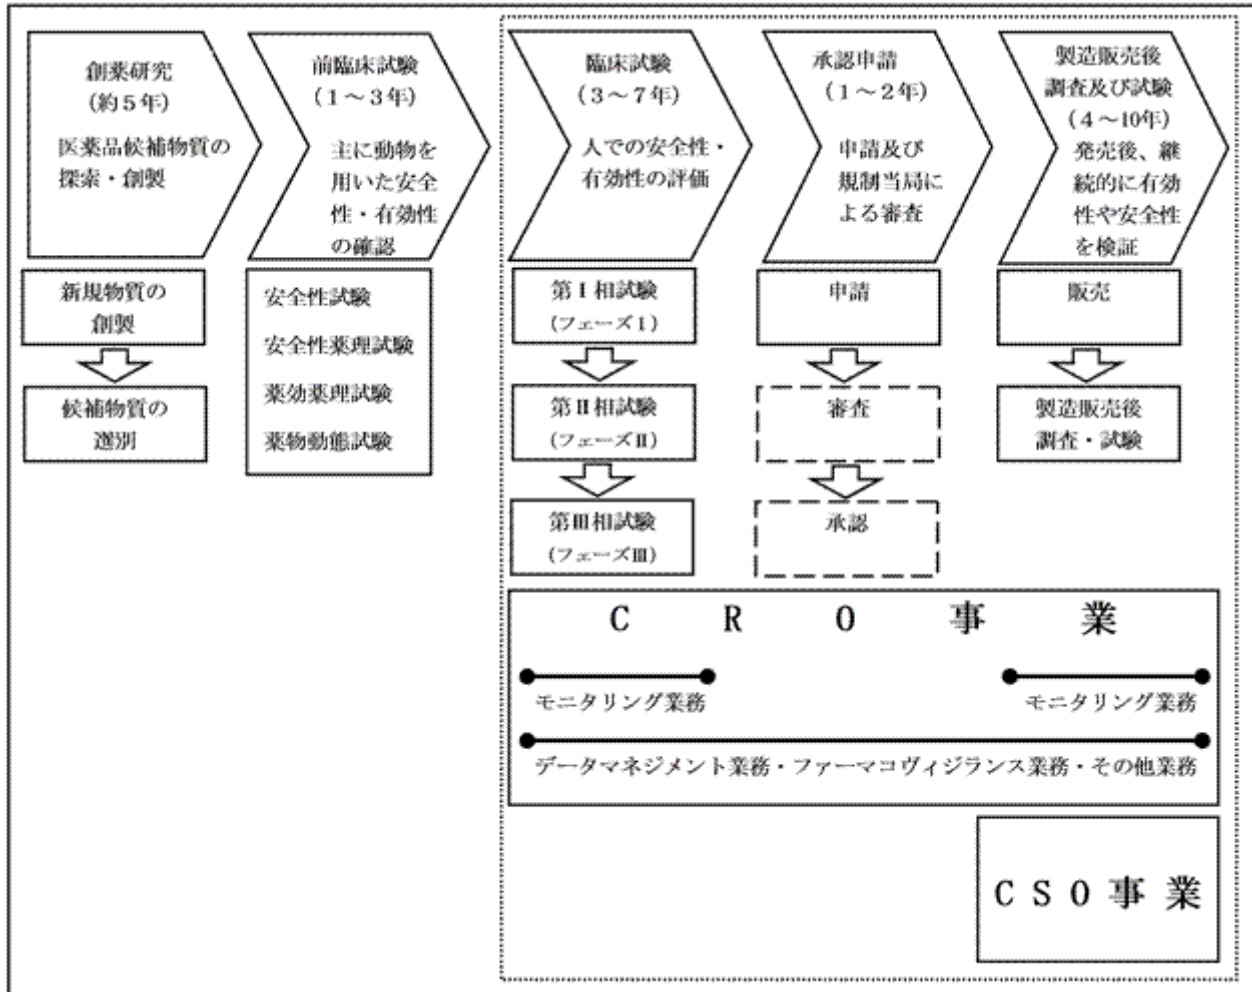 創薬研究
(約5年)
医薬品候補物質の
探索・創製
前臨床試験
(1~3年)
主に動物を
用いた安全
性・有効性
の確認
臨床試験
(3~7年)
人での安全性・
有効性の評価
承認申請
(1~2年)
申請及び
規制当局に
よる審査
製造販売後
調査及び試験
(4~10年)
発売後、継
続的に有効
性や安全性
を検証
新規物質の
創製
候補物質の
選別
安全性試験
安全性薬理試験
薬効薬理試験
薬物動態試験
第Ⅰ相試験
(フェーズⅠ)
第Ⅱ相試験
(フェーズⅡ)
第Ⅲ相試験
(フェーズⅢ)
申請
審査
承認
販売
製造販売後
調査・試験
CRO事業
モニタリング業務
モニタリング業務
データマネジメント業務・ファーマコヴィジランス業務・その他業務
CSO事業